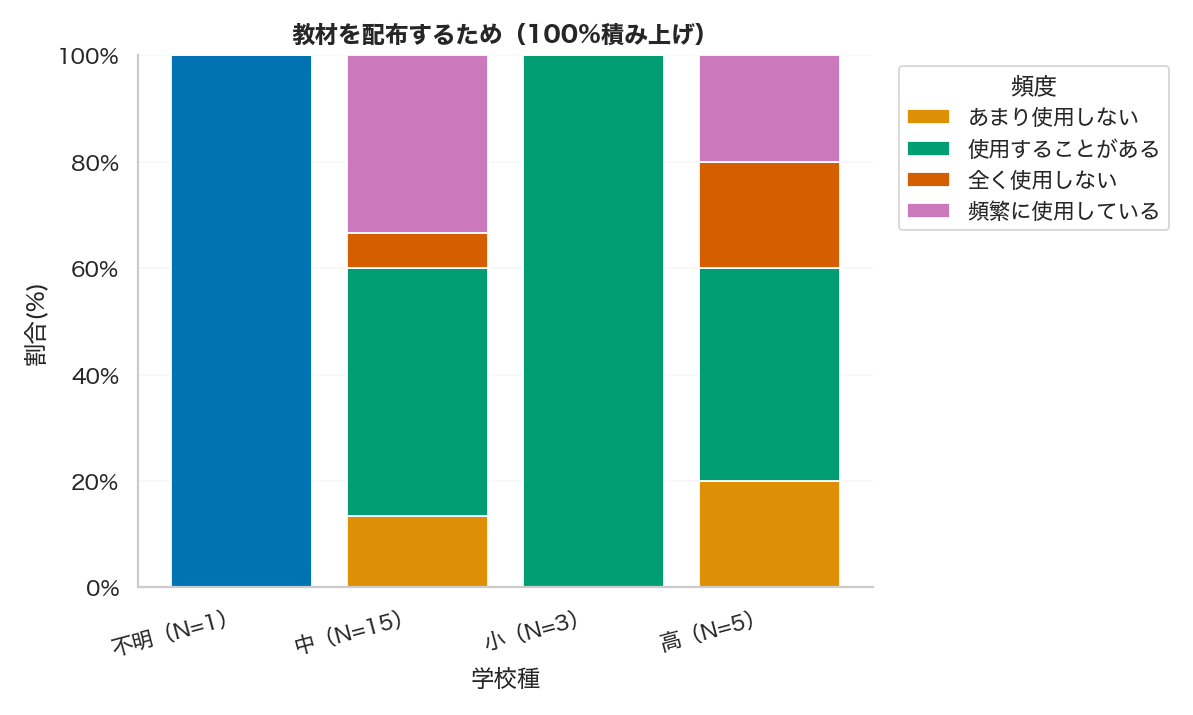 教材を配布するため（100%積み上げ）
100%
80%
60%
40%
20%
0%
割合(%)
不明（N=1）
中（N=15）
小（N=3）
高（N=5）
学校種
頻度
あまり使用しない
使用することがある
全く使用しない
頻繁に使用している